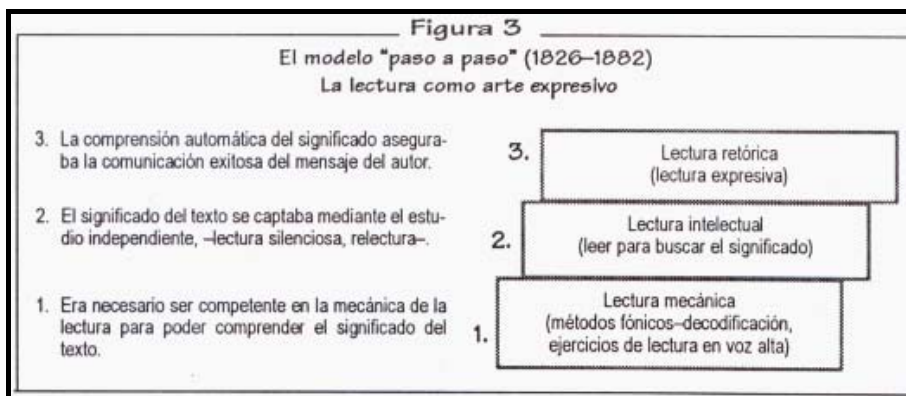 Figura 3
El modelo "paso a paso" (1826–1882)
La lectura como arte expresivo
3. La comprensión automática del significado asegura-
ba la comunicación exitosa del mensaje del autor.
3.
Lectura retórica
(lectura expresiva)
2. El significado del texto se captaba mediante el estu-
dio independiente, –lectura silenciosa, relectura–.
2.
Lectura intelectual
(leer para buscar el significado)
1. Era necesario ser competente en la mecánica de la
lectura para poder comprender el significado del
texto.
1.
Lectura mecánica
(métodos fónicos–decodificación,
ejercicios de lectura en voz alta)